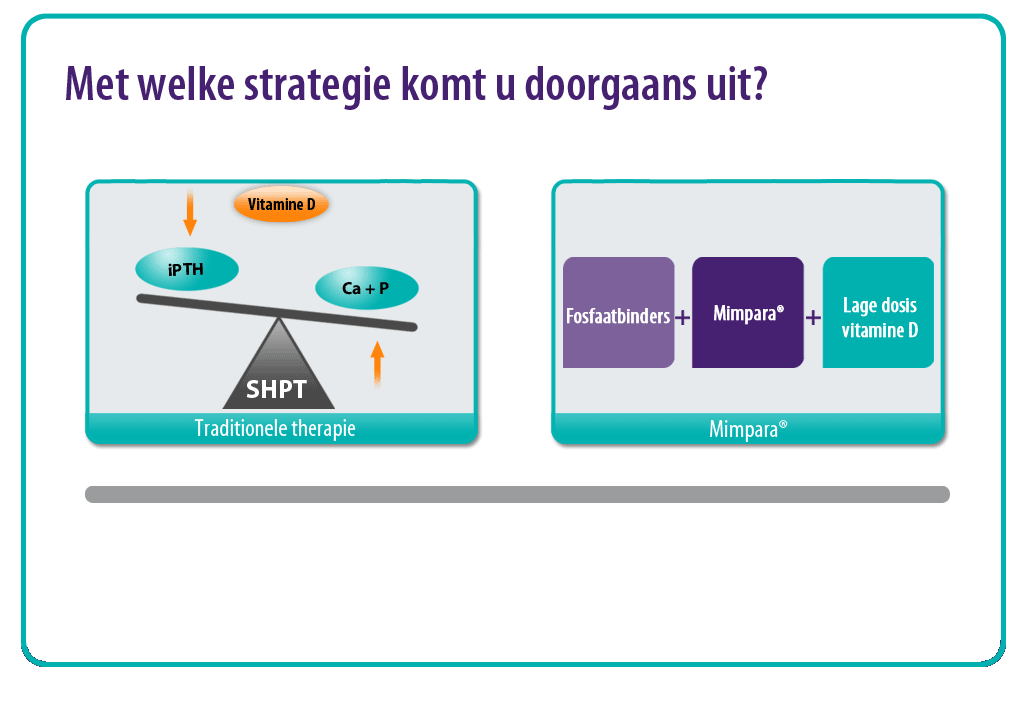 Met welke strategie komt u doorgaans uit?
Vitamine D
iPTH
Ca + P
SHPT
Traditionele therapie
Fosfaatbinders + Mimpara® + Lage dosis
vitamine D
Mimpara®